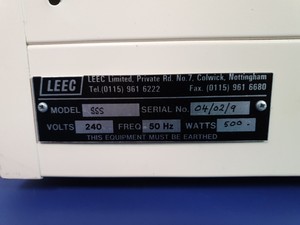 LEEC
LEEC Limited, Private Rd. No.7, Colwick, Nottingham
Tel.(0115) 961 6222 Fax. (0115) 961 6680
MODEL SSS SERIAL No. 04/02/9
VOLTS 240 FREQ 50 Hz WATTS 500.
THIS EQUIPMENT MUST BE EARTHED